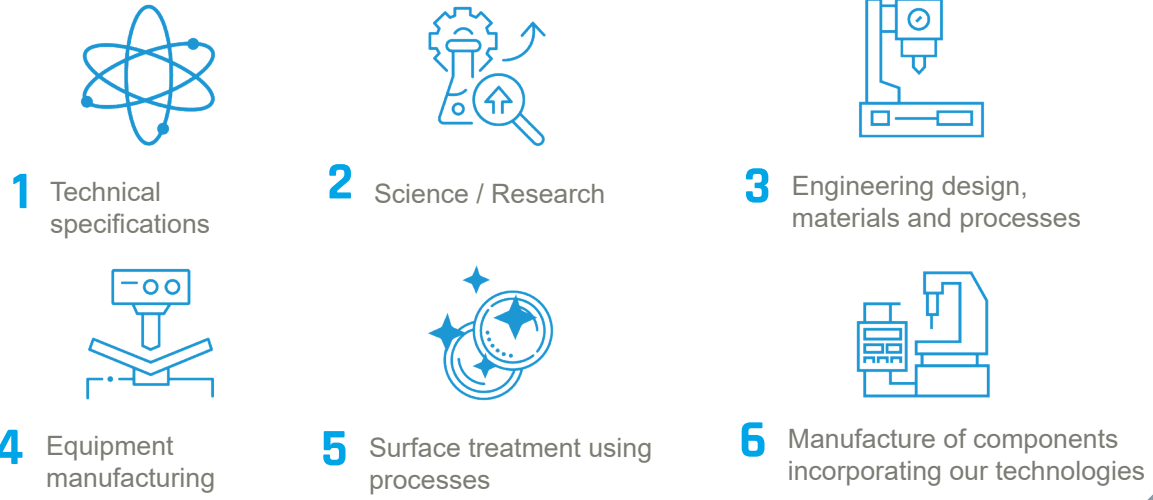 1 Technical
specifications
2 Science / Research
3 Engineering design,
materials and processes
4 Equipment
manufacturing
5 Surface treatment using
processes
6 Manufacture of components
incorporating our technologies